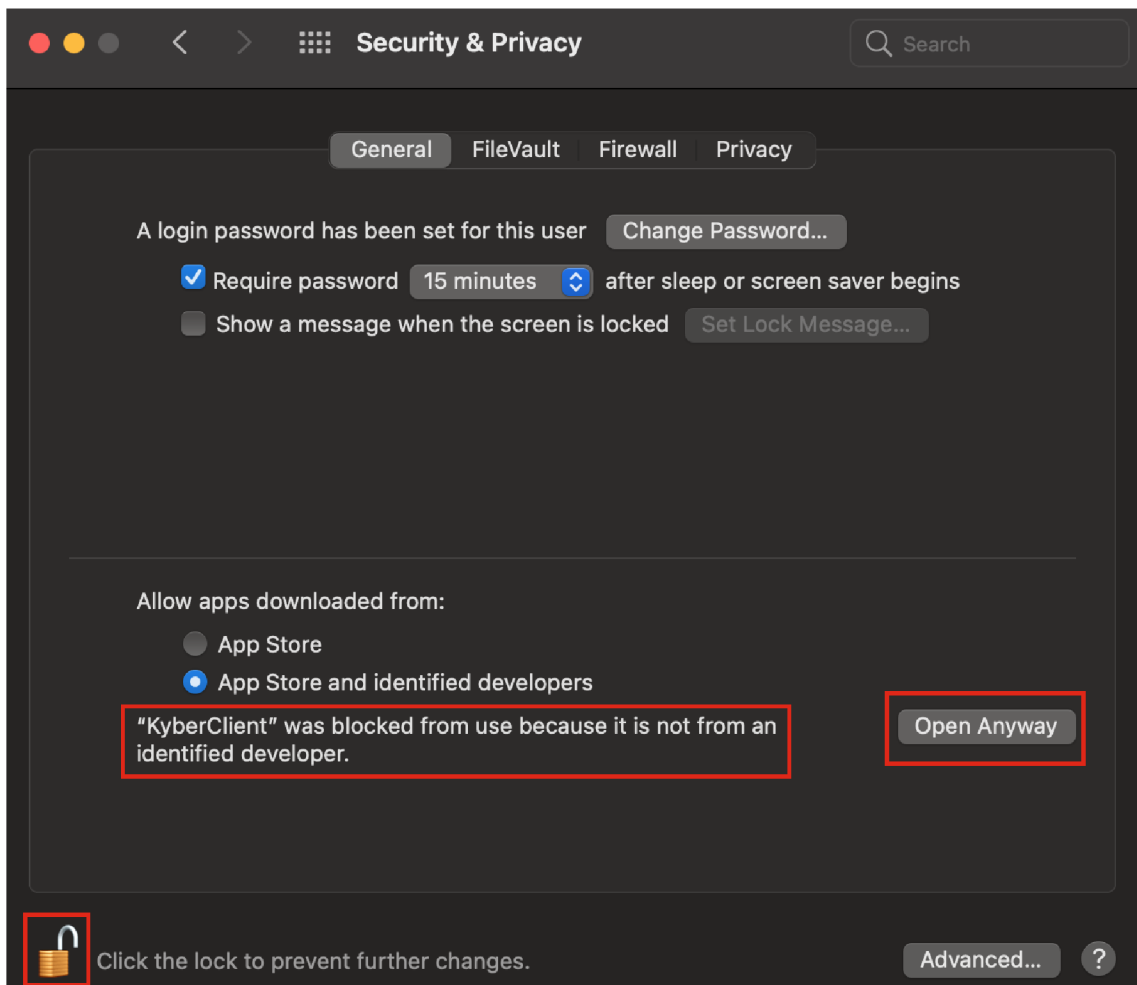 Security & Privacy
Search
General FileVault Firewall Privacy
A login password has been set for this user Change Password...
Require password 15 minutes after sleep or screen saver begins
Show a message when the screen is locked Set Lock Message...
Allow apps downloaded from:
App Store
App Store and identified developers
“KyberClient” was blocked from use because it is not from an
identified developer.
Open Anyway
Click the lock to prevent further changes.
Advanced... ?